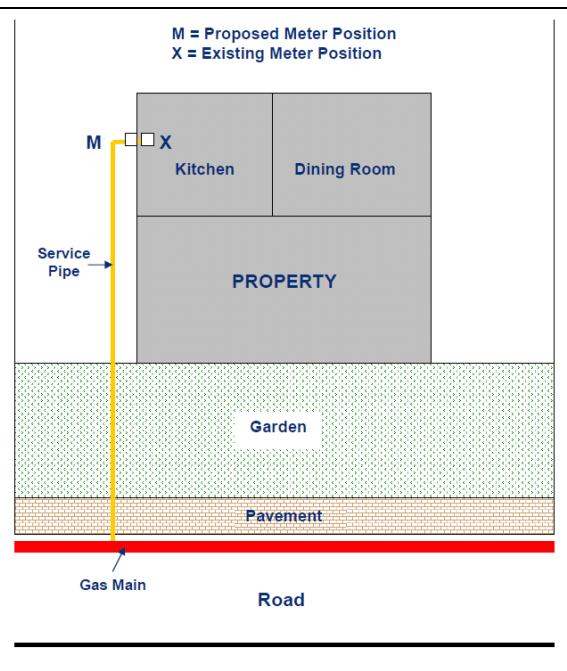 M = Proposed Meter Position
X = Existing Meter Position
M
X
Kitchen
Dining Room
Service
Pipe
PROPERTY
Garden
Pavement
Gas Main
Road